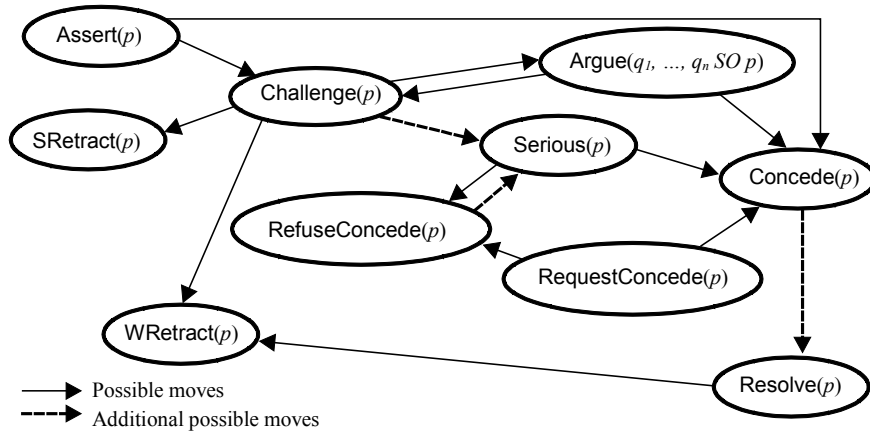 Assert(p)
Argue(q1, ..., qn SO p)
Challenge(p)
SRetract(p)
Serious(p)
Concede(p)
RefuseConcede(p)
RequestConcede(p)
WRetract(p)
Resolve(p)
Possible moves
Additional possible moves